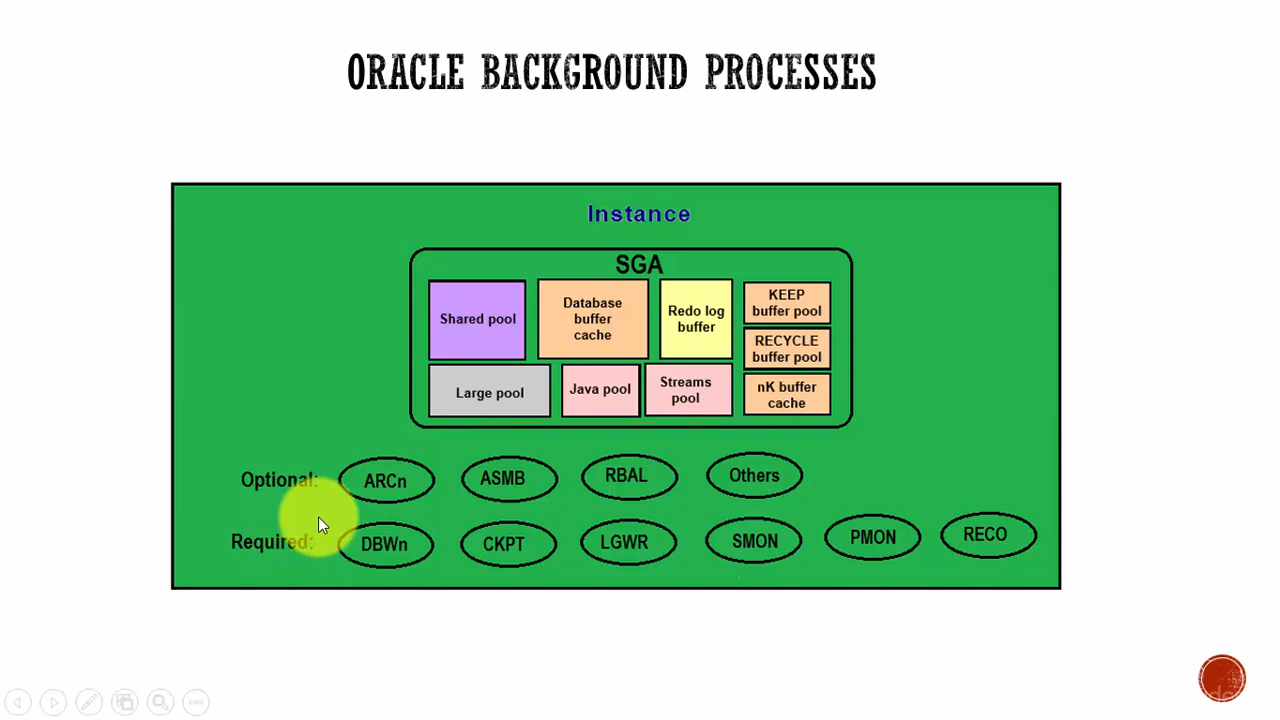 ORACLE BACKGROUND PROCESSES
Instance
SGA
Shared pool
Database
buffer
cache
Redo log
buffer
KEEP
buffer pool
RECYCLE
buffer pool
nK buffer
cache
Large pool
Java pool
Streams
pool
Optional:
ARCn
ASMB
RBAL
Others
Required:
DBWn
CKPT
LGWR
SMON
PMON
RECO